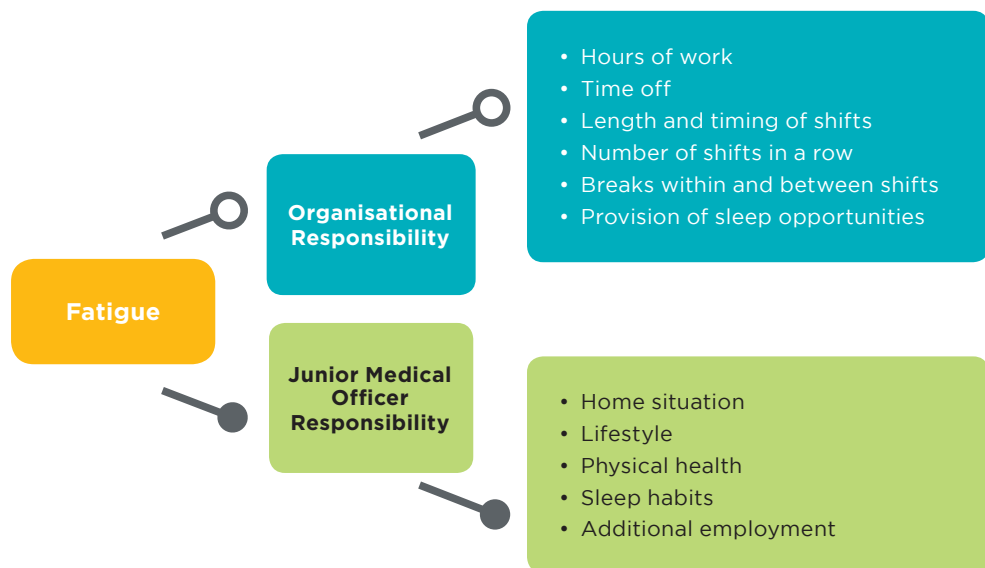 Fatigue
Organisational
Responsibility
• Hours of work
• Time off
• Length and timing of shifts
• Number of shifts in a row
• Breaks within and between shifts
• Provision of sleep opportunities
Junior Medical
Officer
Responsibility
• Home situation
• Lifestyle
• Physical health
• Sleep habits
• Additional employment